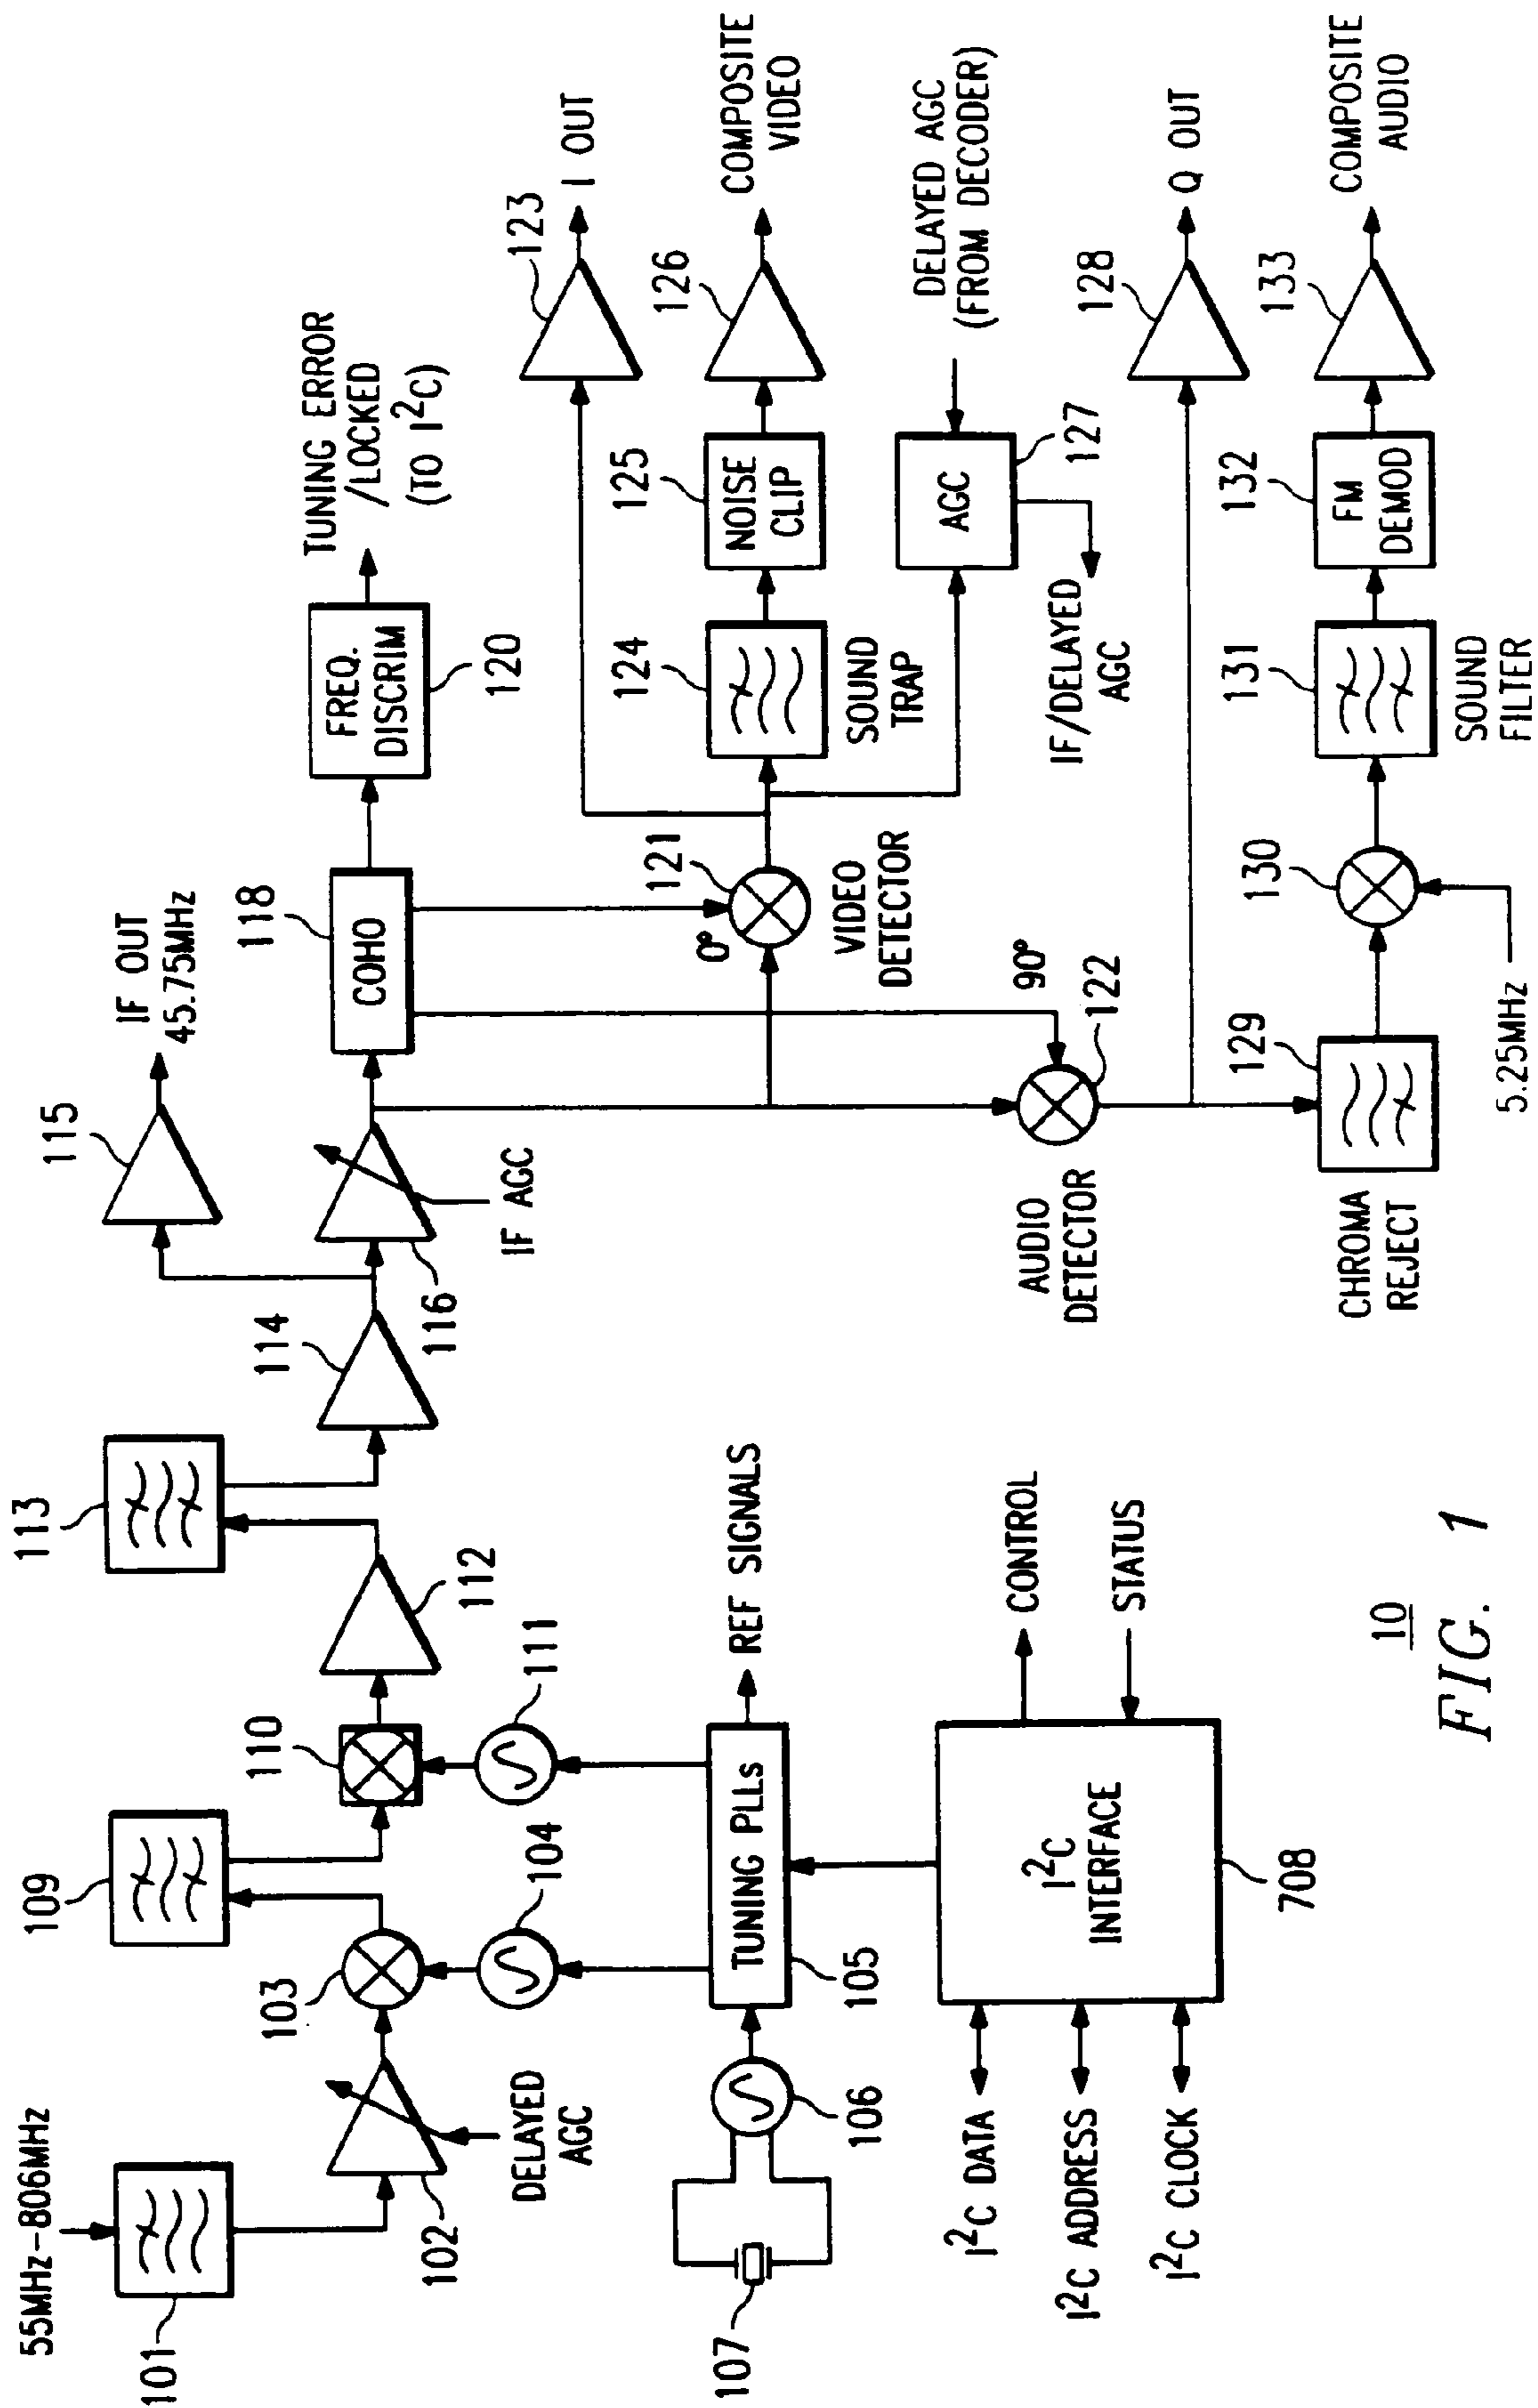 55MHz-806MHz
101
102
DELAYED
AGC
103
104
109
110
111
112
113
114
115
IF OUT
45.75MHz
116
IF AGC
118
COHO
FREQ.
DISCRIM
120
TUNING ERROR
/LOCKED
(TO I²C)
107
106
105
TUNING PLLs
REF SIGNALS
I²C DATA
I²C ADDRESS
I²C CLOCK
I²C
INTERFACE
708
CONTROL
STATUS
0°
121
VIDEO
DETECTOR
90°
122
AUDIO
DETECTOR
123
I OUT
124
SOUND
TRAP
125
NOISE
CLIP
126
COMPOSITE
VIDEO
AGC
127
DELAYED AGC
(FROM DECODER)
IF/DELAYED
AGC
128
Q OUT
129
CHROMA
REJECT
130
5.25MHz
131
SOUND
FILTER
132
FM
DEMOD
133
COMPOSITE
AUDIO
10
FIG. 1